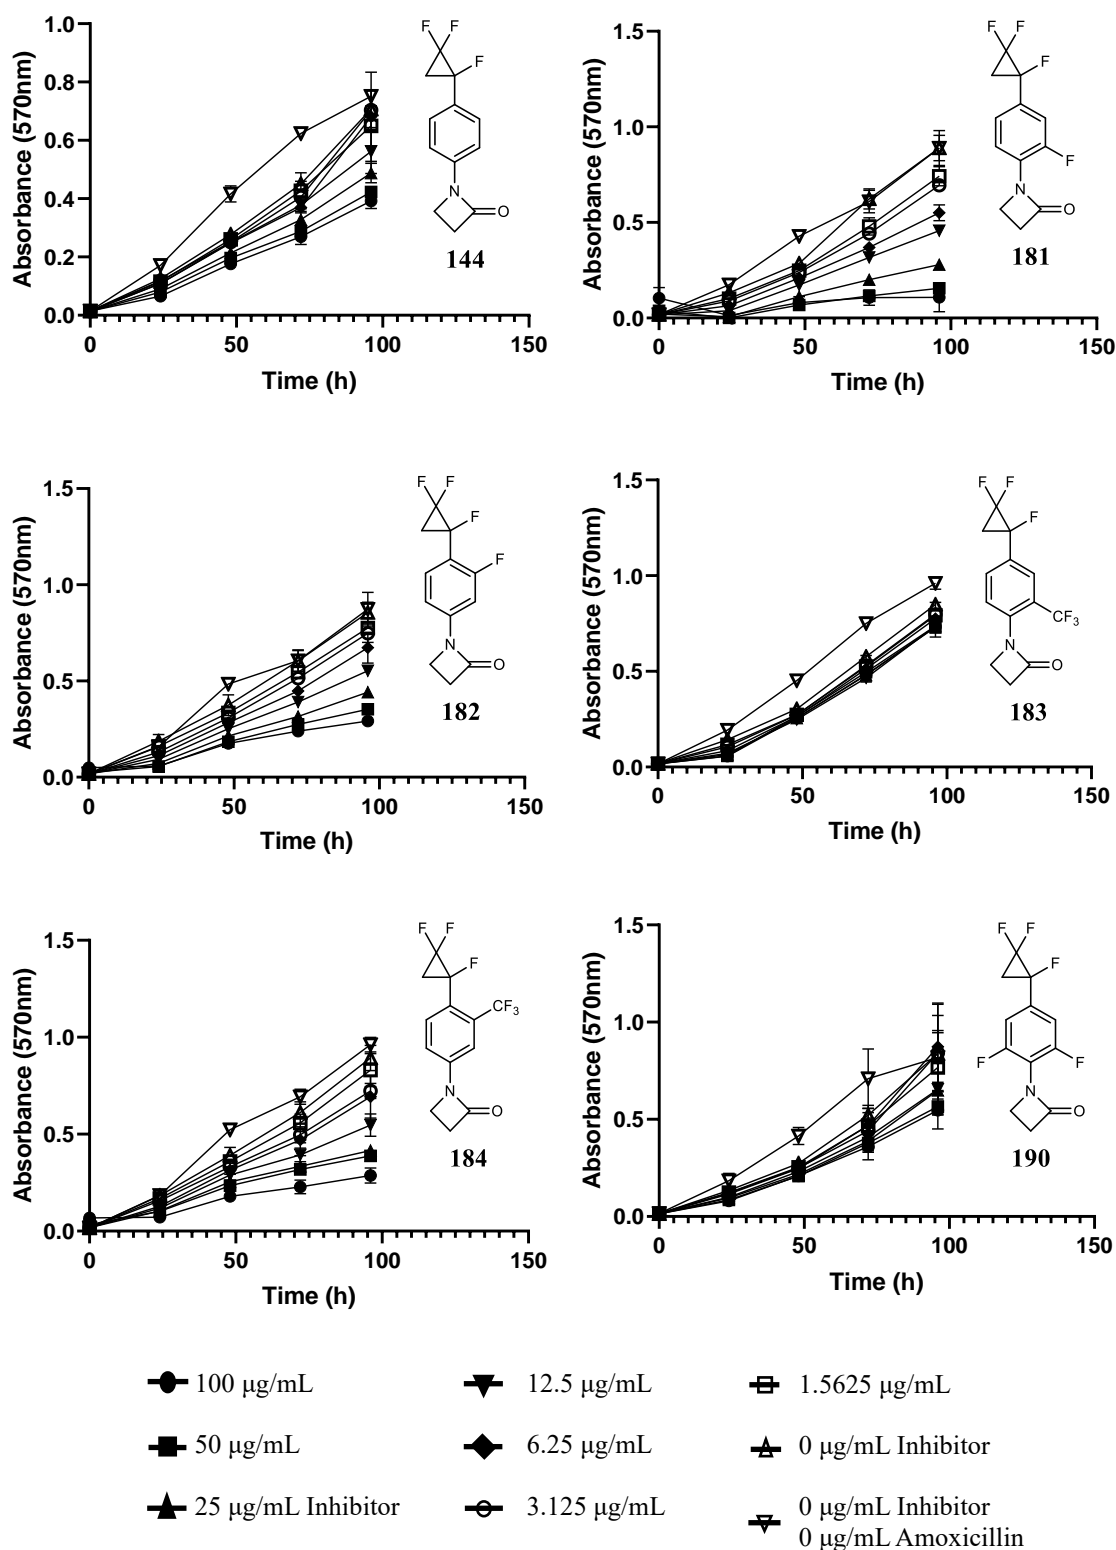 Absorbance (570nm)
1.0
0.8
0.6
0.4
0.2
0.0
0 50 100 150
Time (h)
F F
F
N
O
144
Absorbance (570nm)
1.5
1.0
0.5
0.0
0 50 100 150
Time (h)
F F
F
F
N
O
181
Absorbance (570nm)
1.5
1.0
0.5
0.0
0 50 100 150
Time (h)
F F
F
F
N
O
182
Absorbance (570nm)
1.5
1.0
0.5
0.0
0 50 100 150
Time (h)
F F
F
CF3
N
O
183
Absorbance (570nm)
1.5
1.0
0.5
0.0
0 50 100 150
Time (h)
F F
F
CF3
N
O
184
Absorbance (570nm)
1.5
1.0
0.5
0.0
0 50 100 150
Time (h)
F F
F
F F
N
O
190
100 µg/mL
12.5 µg/mL
1.5625 µg/mL
50 µg/mL
6.25 µg/mL
0 µg/mL Inhibitor
25 µg/mL Inhibitor
3.125 µg/mL
0 µg/mL Inhibitor
0 µg/mL Amoxicillin